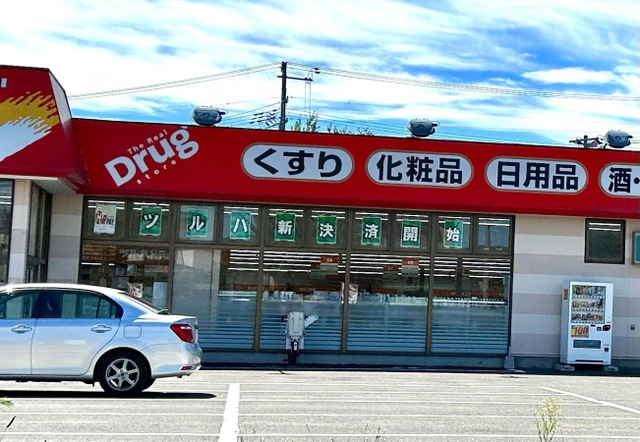 The Real
Drug
store
くすり
化粧品
日用品
酒・
ツルハ新決済開始
100